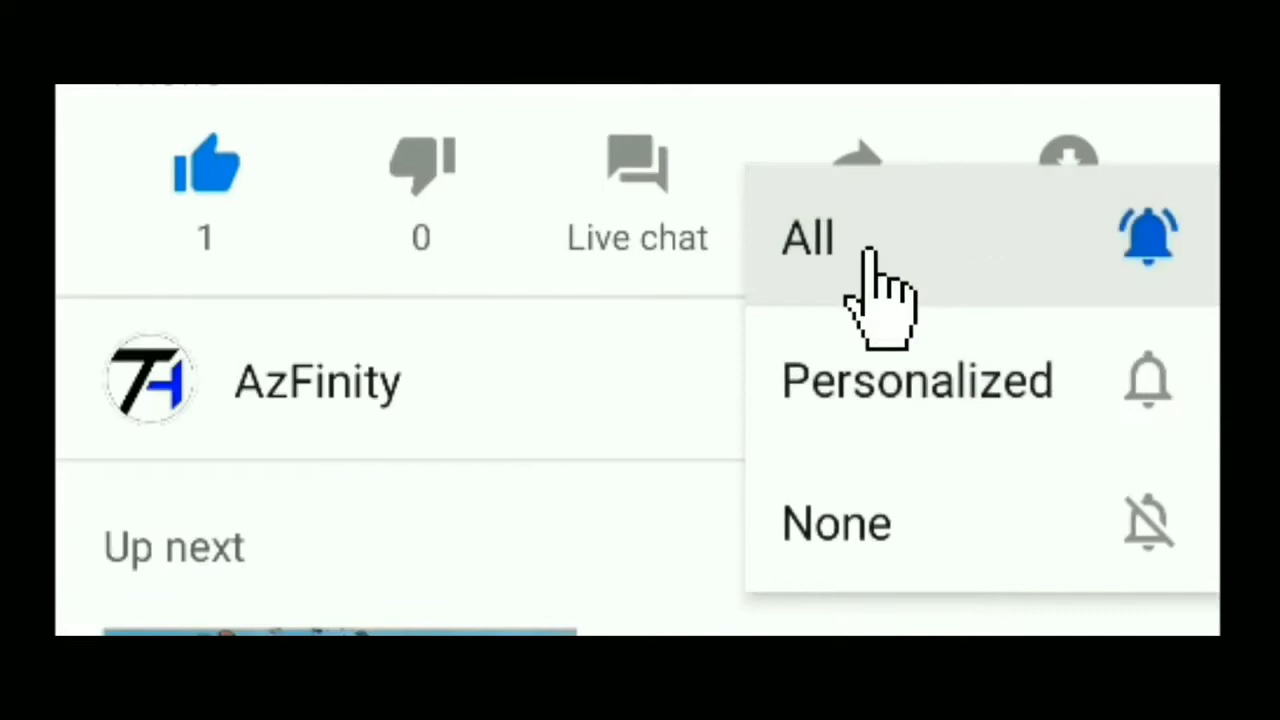 1
0
Live chat
All
AzFinity
Personalized
Up next
None